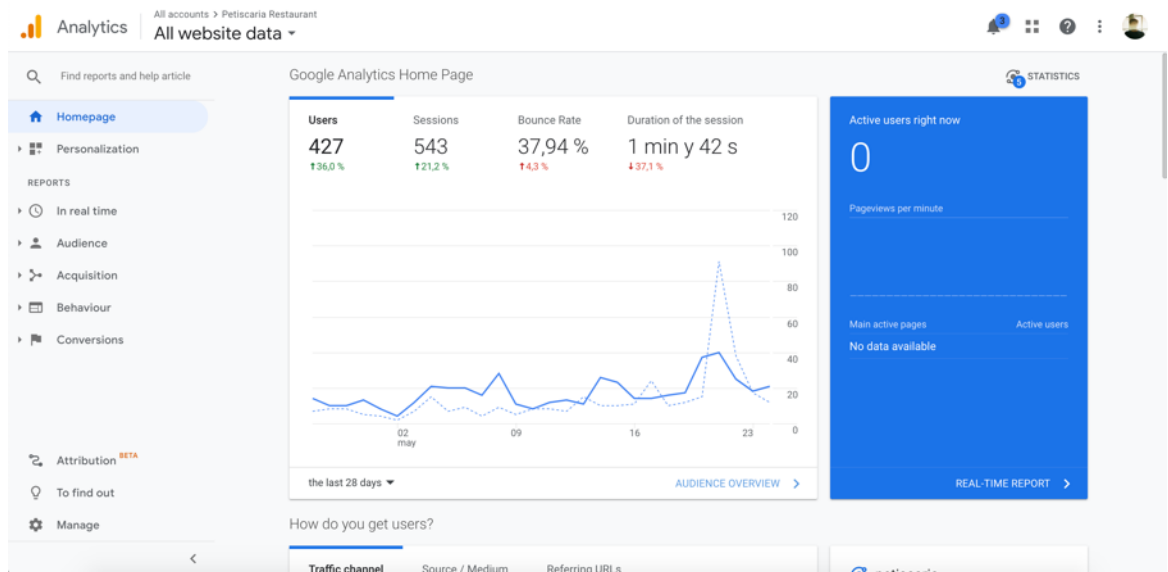 All accounts > Petiscaria Restaurant
Analytics
All website data
3
Find reports and help article
Homepage
Personalization
REPORTS
In real time
Audience
Acquisition
Behaviour
Conversions
Attribution BETA
To find out
Manage
Google Analytics Home Page
5 STATISTICS
Users Sessions Bounce Rate Duration of the session
427 543 37,94 % 1 min y 42 s
↑36,0 % ↑21,2 % ↑4,3 % ↓37,1 %
120
100
80
60
40
20
0
02 09 16 23
may
the last 28 days AUDIENCE OVERVIEW
Active users right now
0
Pageviews per minute
Main active pages Active users
No data available
REAL-TIME REPORT
How do you get users?
Traffic channel Source / Medium Referring URLs